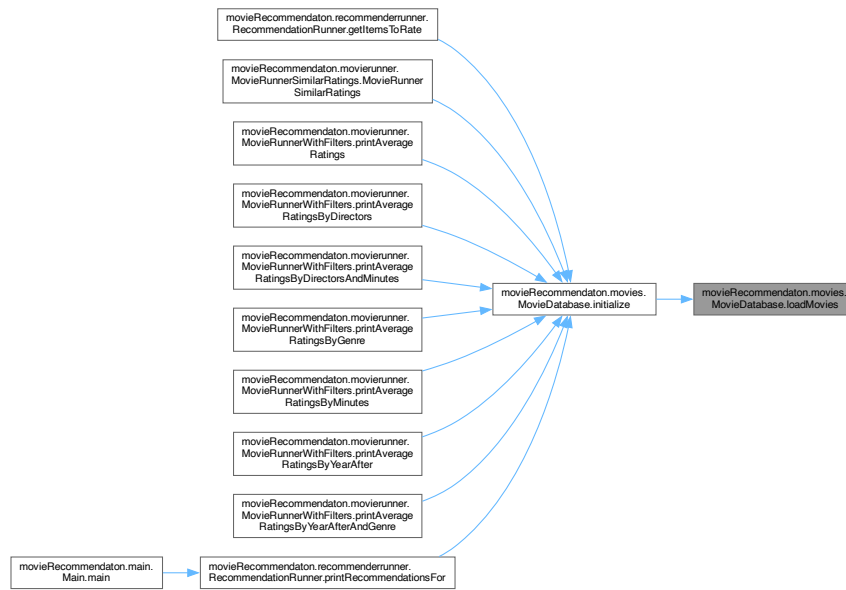 movieRecommendaton.recommenderrunner.
RecommendationRunner.getItemsToRate
movieRecommendaton.movierunner.
MovieRunnerSimilarRatings.MovieRunner
SimilarRatings
movieRecommendaton.movierunner.
MovieRunnerWithFilters.printAverage
Ratings
movieRecommendaton.movierunner.
MovieRunnerWithFilters.printAverage
RatingsByDirectors
movieRecommendaton.movierunner.
MovieRunnerWithFilters.printAverage
RatingsByDirectorsAndMinutes
movieRecommendaton.movies.
MovieDatabase.initialize
movieRecommendaton.movies.
MovieDatabase.loadMovies
movieRecommendaton.movierunner.
MovieRunnerWithFilters.printAverage
RatingsByGenre
movieRecommendaton.movierunner.
MovieRunnerWithFilters.printAverage
RatingsByMinutes
movieRecommendaton.movierunner.
MovieRunnerWithFilters.printAverage
RatingsByYearAfter
movieRecommendaton.movierunner.
MovieRunnerWithFilters.printAverage
RatingsByYearAfterAndGenre
movieRecommendaton.main.
Main.main
movieRecommendaton.recommenderrunner.
RecommendationRunner.printRecommendationsFor